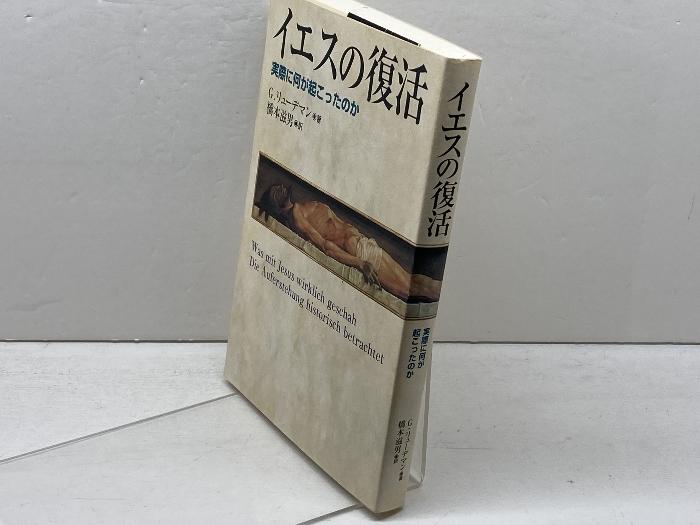 イエスの復活
実際に何が起こったのか
G.リューデマン●著
橋本滋男●訳
Was mit Jesus wirklich geschah
Die Auferstehung historisch betrachtet
イエスの復活
実際に何が
起こったのか
G・リューデマン●著
橋本滋男●訳